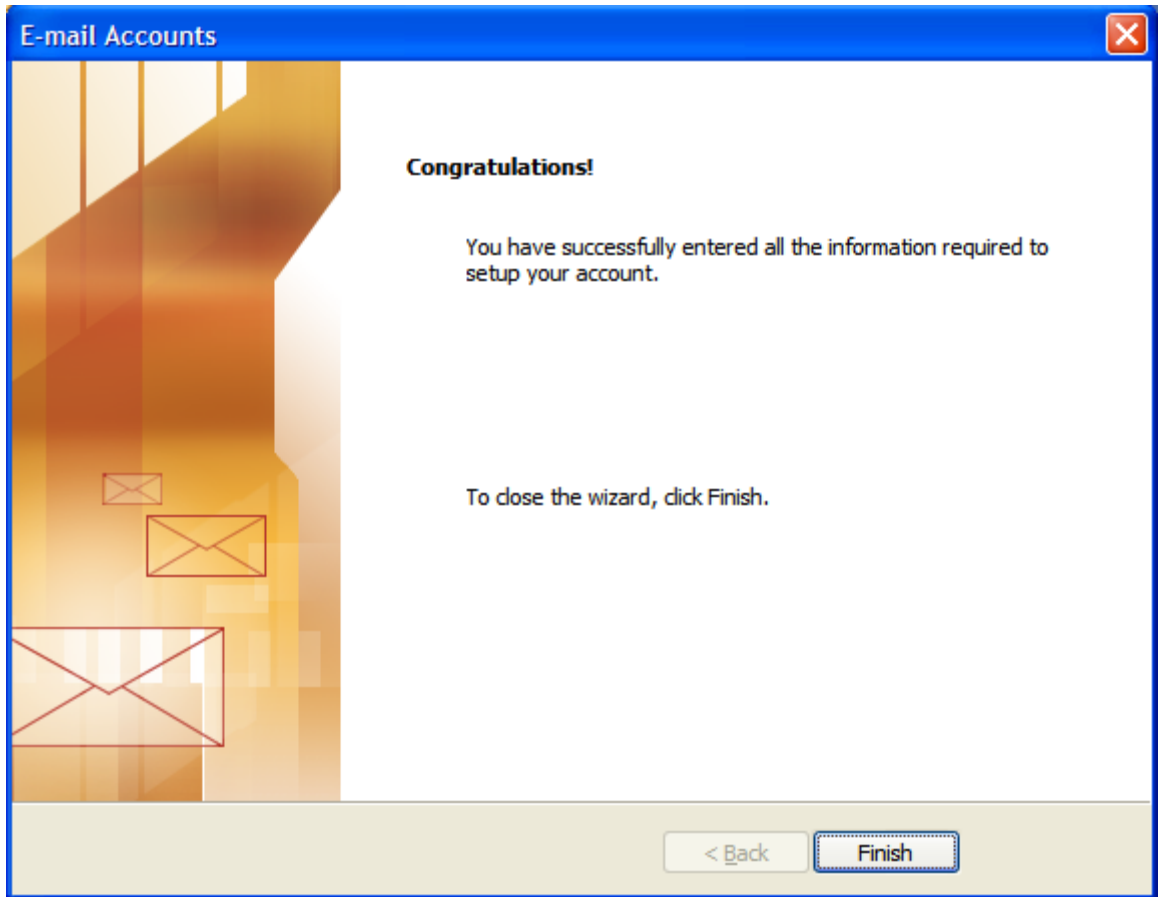 E-mail Accounts
Congratulations!
You have successfully entered all the information required to
setup your account.
To close the wizard, click Finish.
< Back
Finish